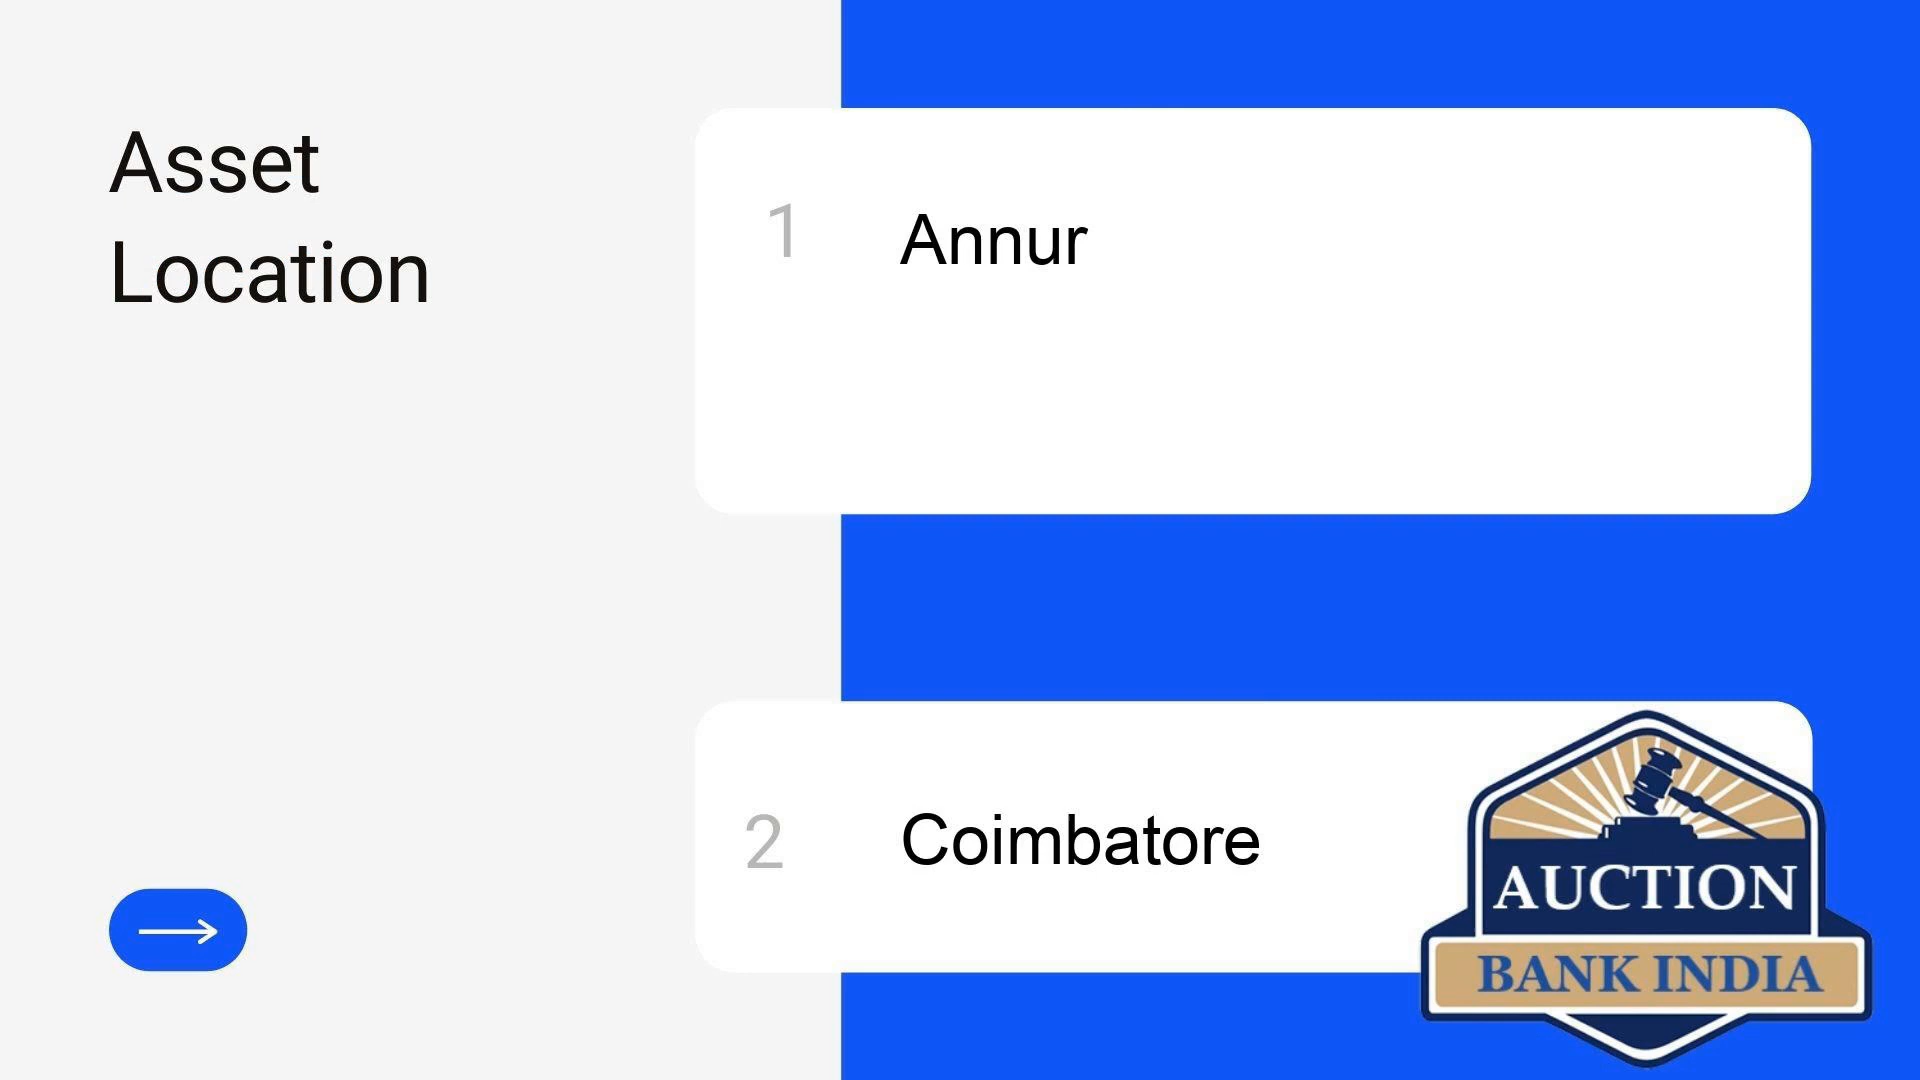 Asset
Location
1
Annur
2
Coimbatore
AUCTION
BANK INDIA